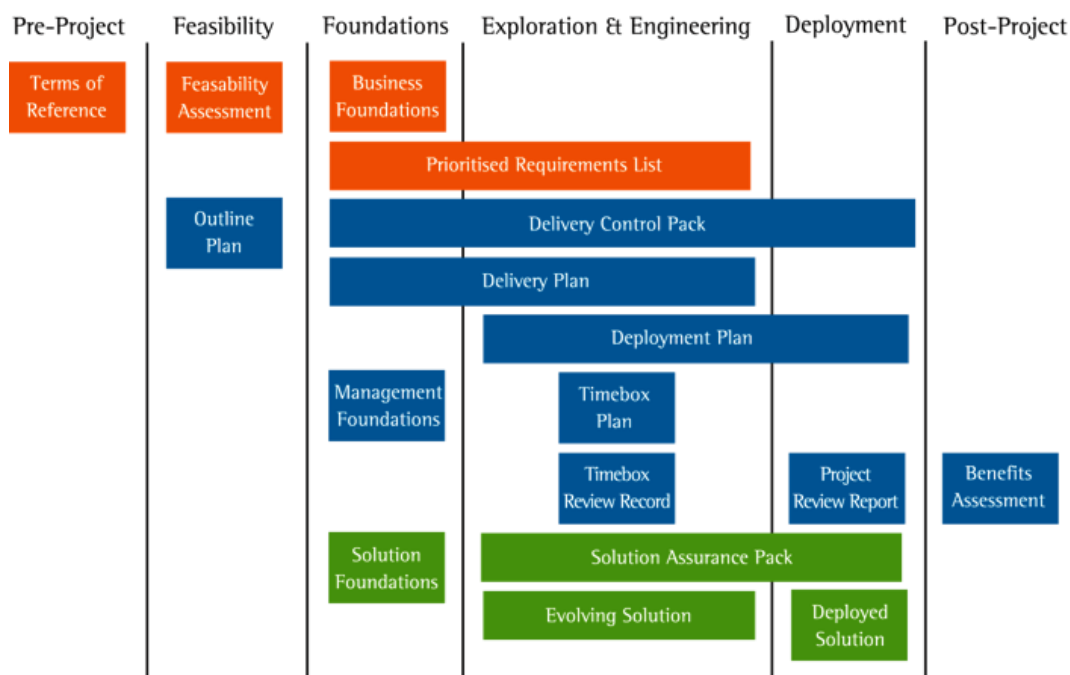 Pre-Project
Feasibility
Foundations
Exploration & Engineering
Deployment
Post-Project
Terms of
Reference
Feasability
Assessment
Business
Foundations
Prioritised Requirements List
Outline
Plan
Delivery Control Pack
Delivery Plan
Deployment Plan
Management
Foundations
Timebox
Plan
Timebox
Review Record
Project
Review Report
Benefits
Assessment
Solution
Foundations
Solution Assurance Pack
Evolving Solution
Deployed
Solution